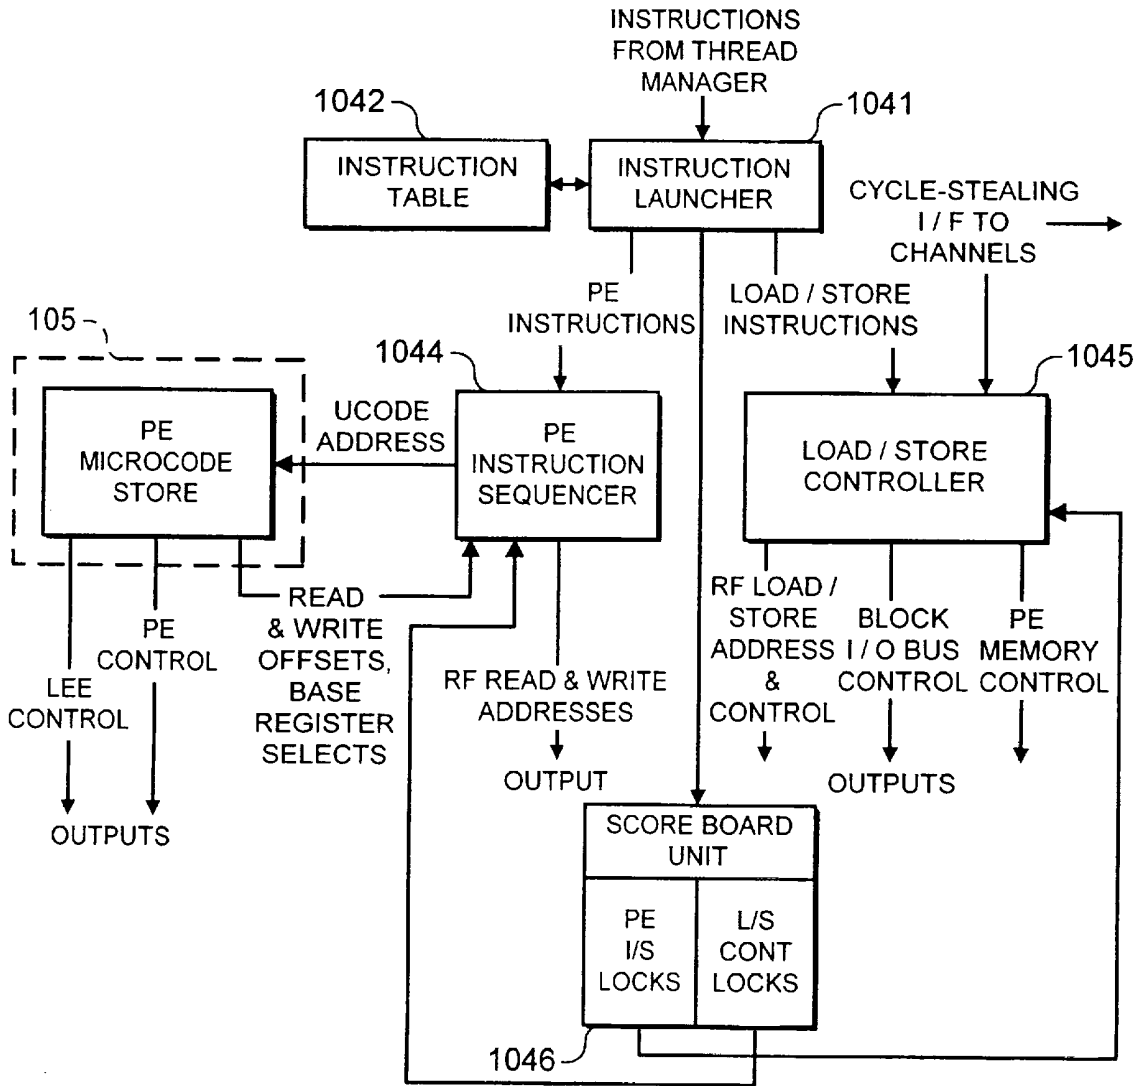 INSTRUCTIONS
FROM THREAD
MANAGER
1042
1041
INSTRUCTION
TABLE
INSTRUCTION
LAUNCHER
CYCLE-STEALING
I / F TO
CHANNELS
PE
INSTRUCTIONS
LOAD / STORE
INSTRUCTIONS
105
1044
1045
PE
MICROCODE
STORE
UCODE
ADDRESS
PE
INSTRUCTION
SEQUENCER
LOAD / STORE
CONTROLLER
LEE
CONTROL
PE
CONTROL
READ
& WRITE
OFFSETS,
BASE
REGISTER
SELECTS
RF READ & WRITE
ADDRESSES
RF LOAD /
STORE
ADDRESS
&
CONTROL
BLOCK
I / O BUS
CONTROL
PE
MEMORY
CONTROL
OUTPUTS
OUTPUT
OUTPUTS
SCORE BOARD
UNIT
PE
I/S
LOCKS
L/S
CONT
LOCKS
1046